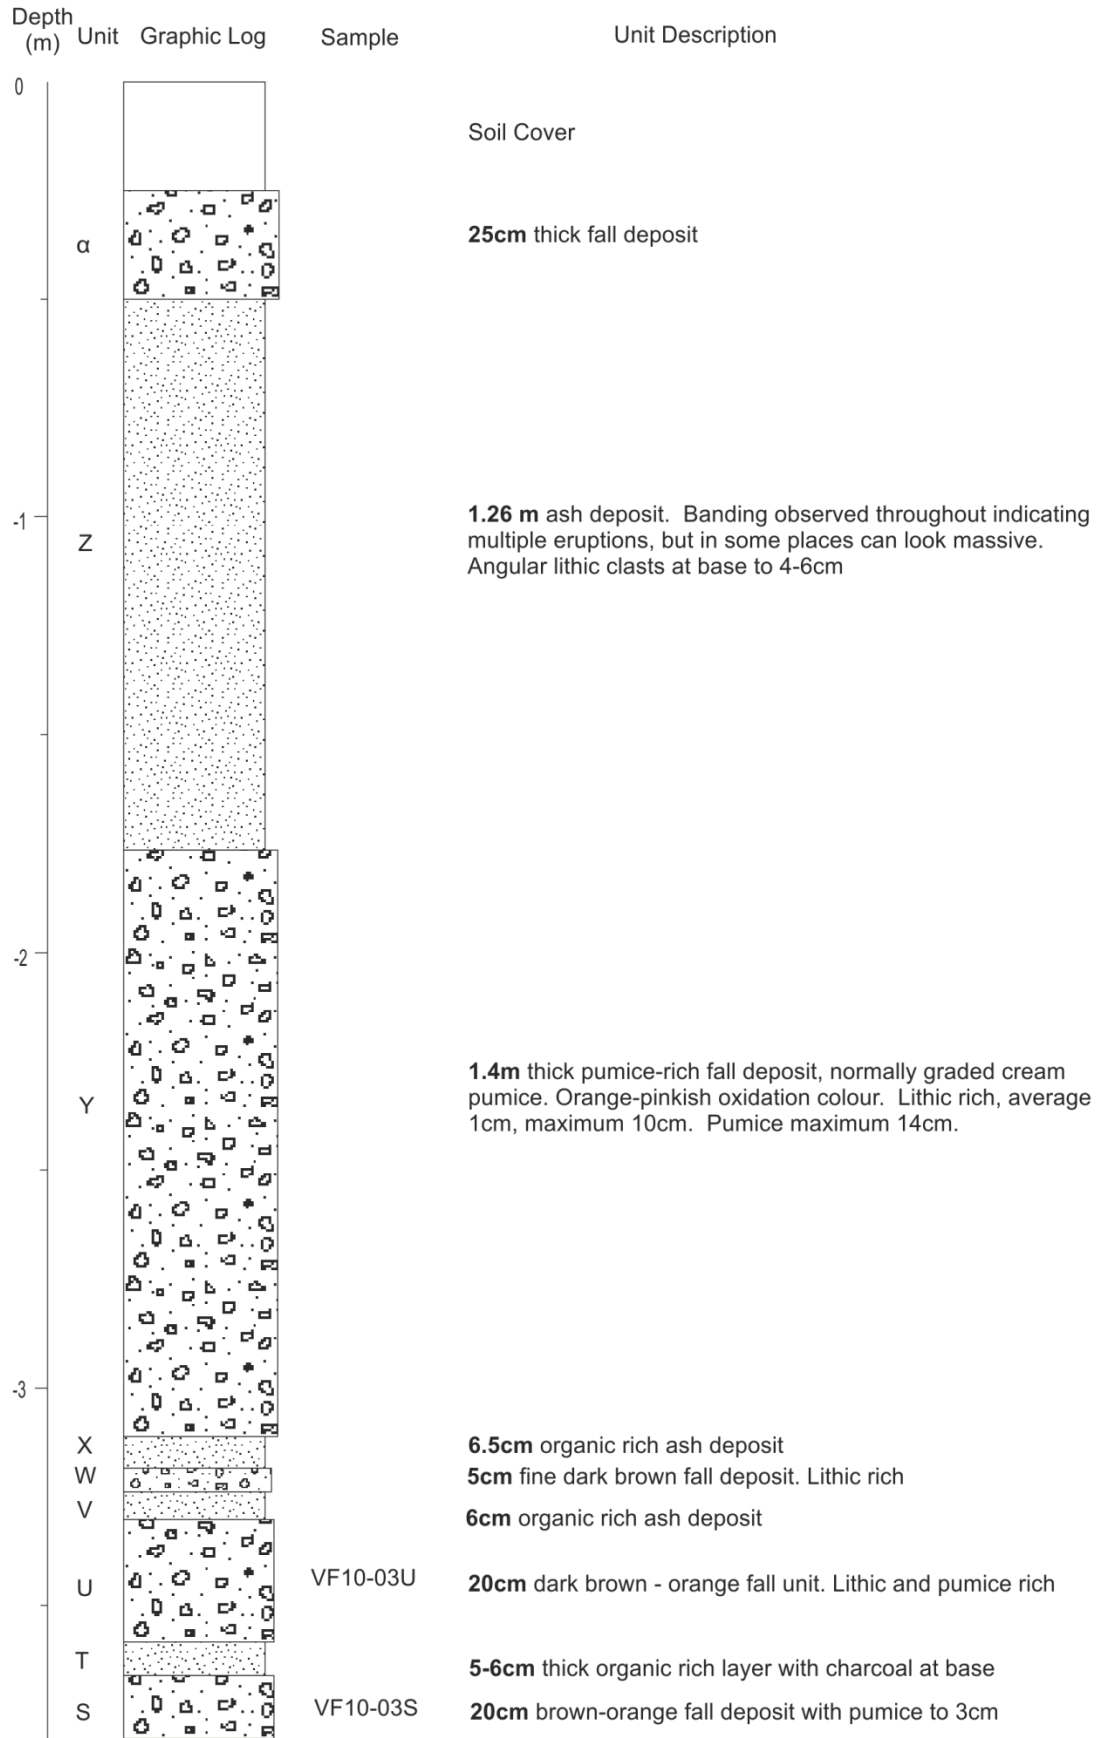 Depth (m) Unit Graphic Log Sample Unit Description
0
Soil Cover
α 25cm thick fall deposit
-1
Z
1.26 m ash deposit. Banding observed throughout indicating
multiple eruptions, but in some places can look massive.
Angular lithic clasts at base to 4-6cm
-2
Y
1.4m thick pumice-rich fall deposit, normally graded cream
pumice. Orange-pinkish oxidation colour. Lithic rich, average
1cm, maximum 10cm. Pumice maximum 14cm.
-3
X 6.5cm organic rich ash deposit
W 5cm fine dark brown fall deposit. Lithic rich
V 6cm organic rich ash deposit
U VF10-03U 20cm dark brown - orange fall unit. Lithic and pumice rich
T 5-6cm thick organic rich layer with charcoal at base
S VF10-03S 20cm brown-orange fall deposit with pumice to 3cm